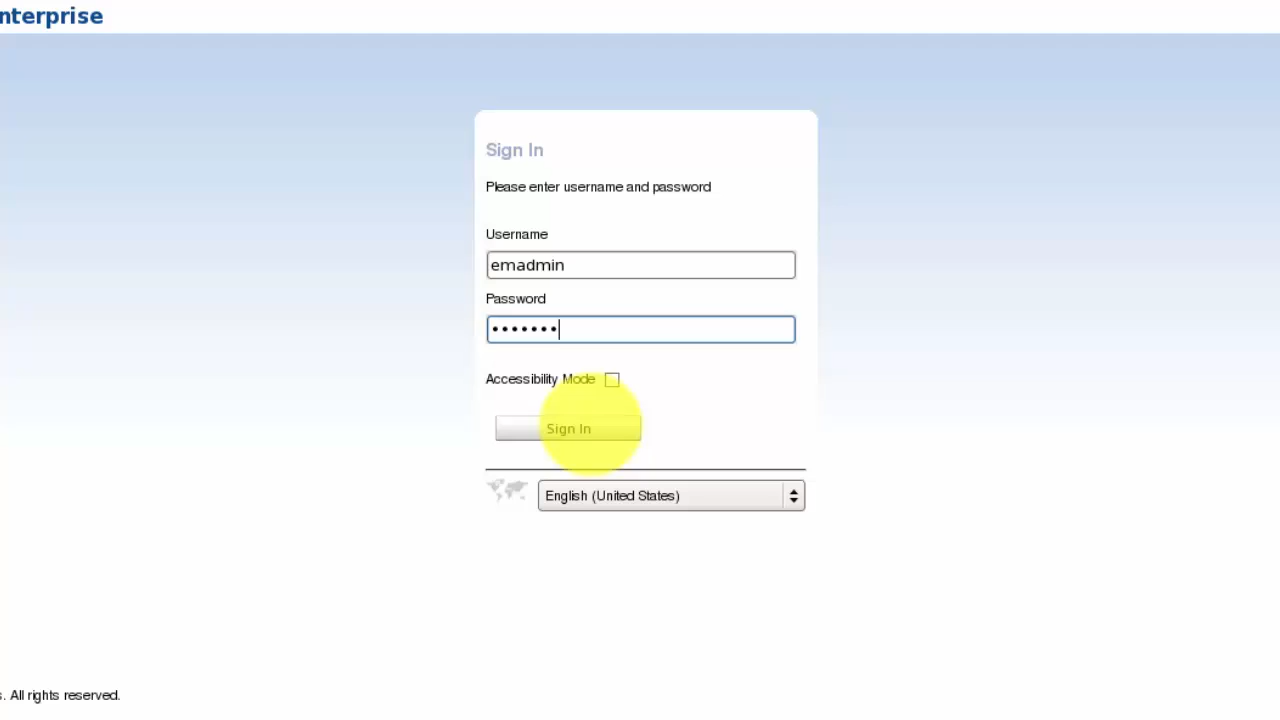 nterprise
Sign In
Please enter username and password
Username
emadmin
Password
•••••••
Accessibility Mode
Sign In
English (United States)
s. All rights reserved.